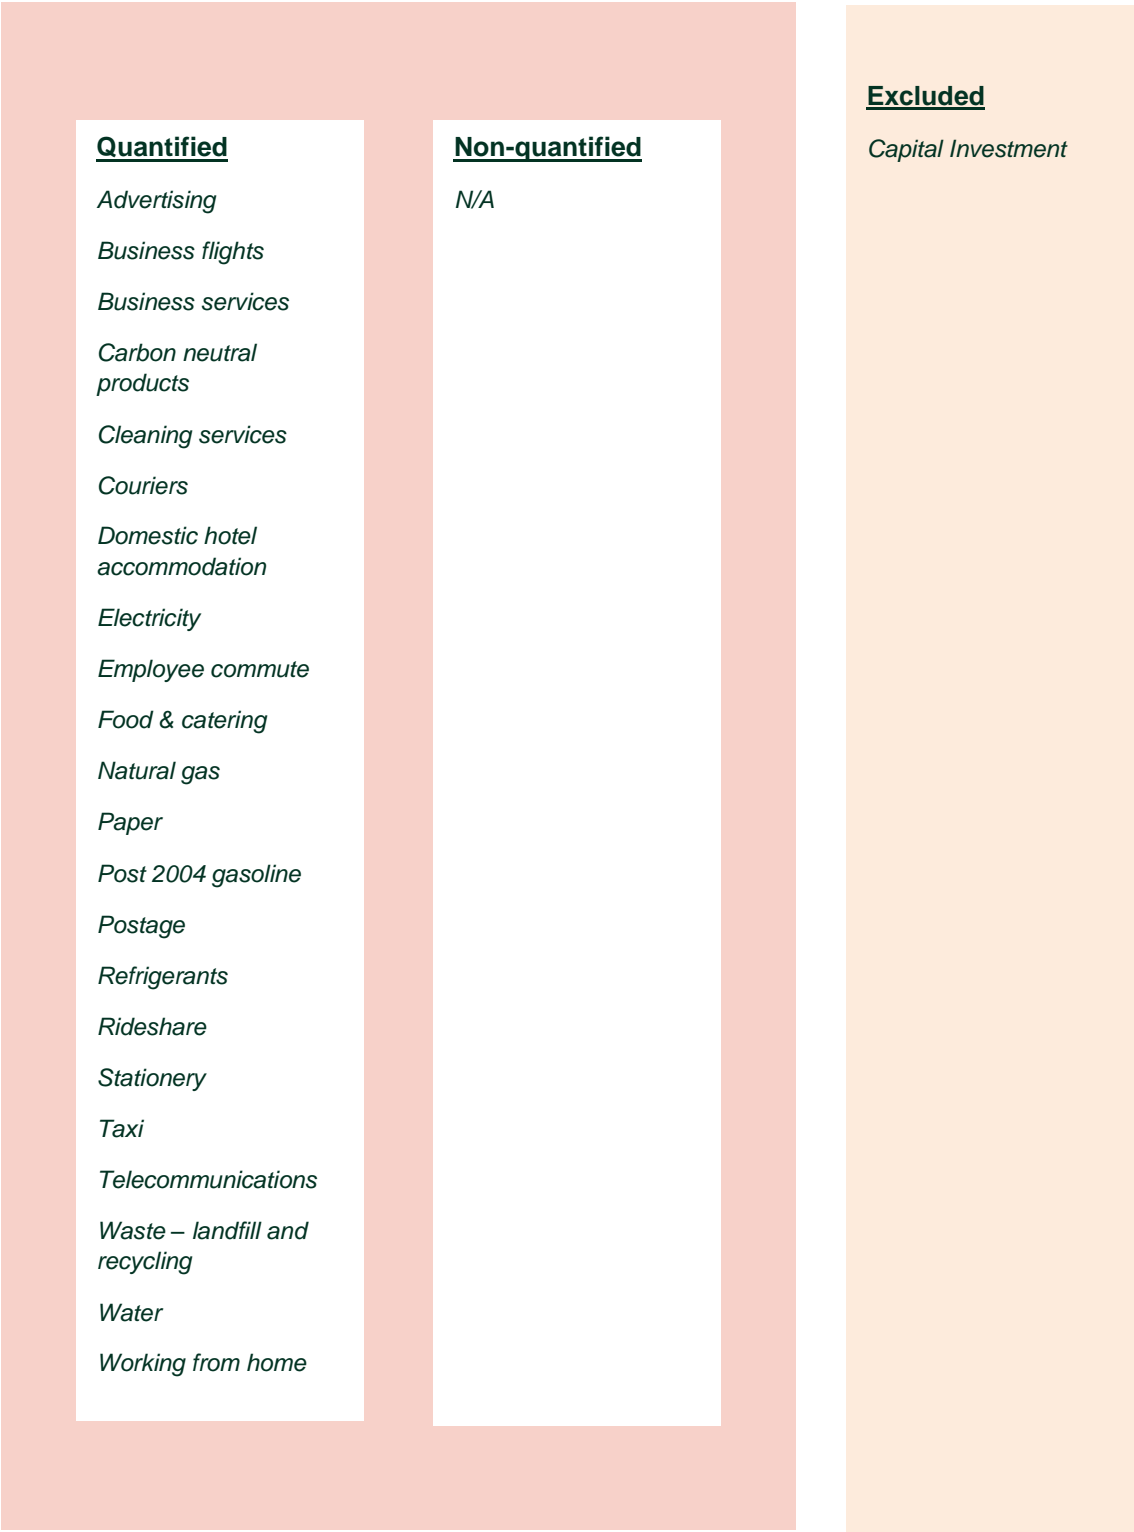 Quantified
Advertising
Business flights
Business services
Carbon neutral
products
Cleaning services
Couriers
Domestic hotel
accommodation
Electricity
Employee commute
Food & catering
Natural gas
Paper
Post 2004 gasoline
Postage
Refrigerants
Rideshare
Stationery
Taxi
Telecommunications
Waste – landfill and
recycling
Water
Working from home
Non-quantified
N/A
Excluded
Capital Investment